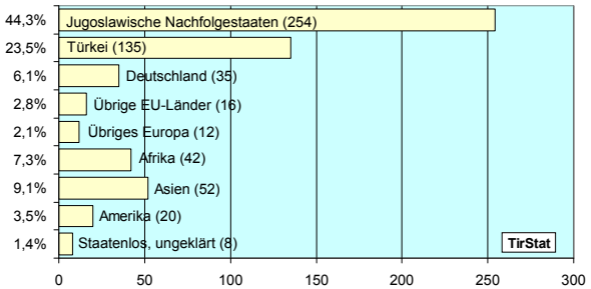 44,3% Jugoslawische Nachfolgestaaten (254)
23,5% Türkei (135)
6,1% Deutschland (35)
2,8% Übrige EU-Länder (16)
2,1% Übriges Europa (12)
7,3% Afrika (42)
9,1% Asien (52)
3,5% Amerika (20)
1,4% Staatenlos, ungeklärt (8)
TirStat
0 50 100 150 200 250 300